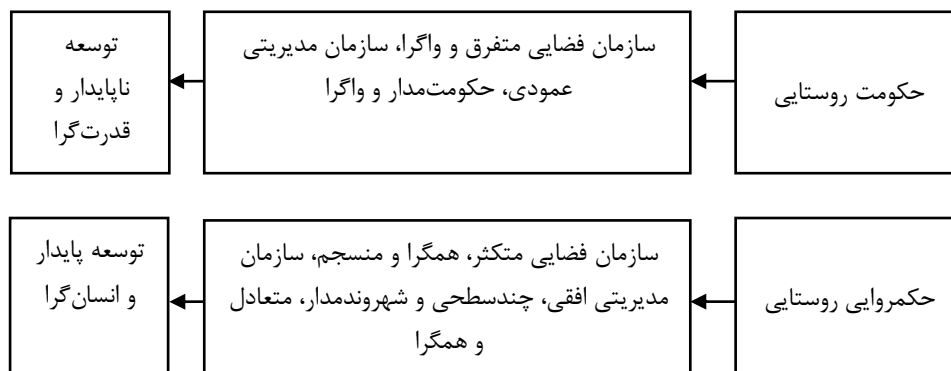 حکومت روستایی
سازمان فضایی متفرق و واگرا، سازمان مدیریتی
عمودی، حکومت‌مدار و واگرا
توسعه
ناپایدار و
قدرت‌گرا
حکمروایی روستایی
سازمان فضایی متکثر، همگرا و منسجم، سازمان
مدیریتی افقی، چندسطحی و شهروندمدار، متعادل
و همگرا
توسعه پایدار
و انسان‌گرا